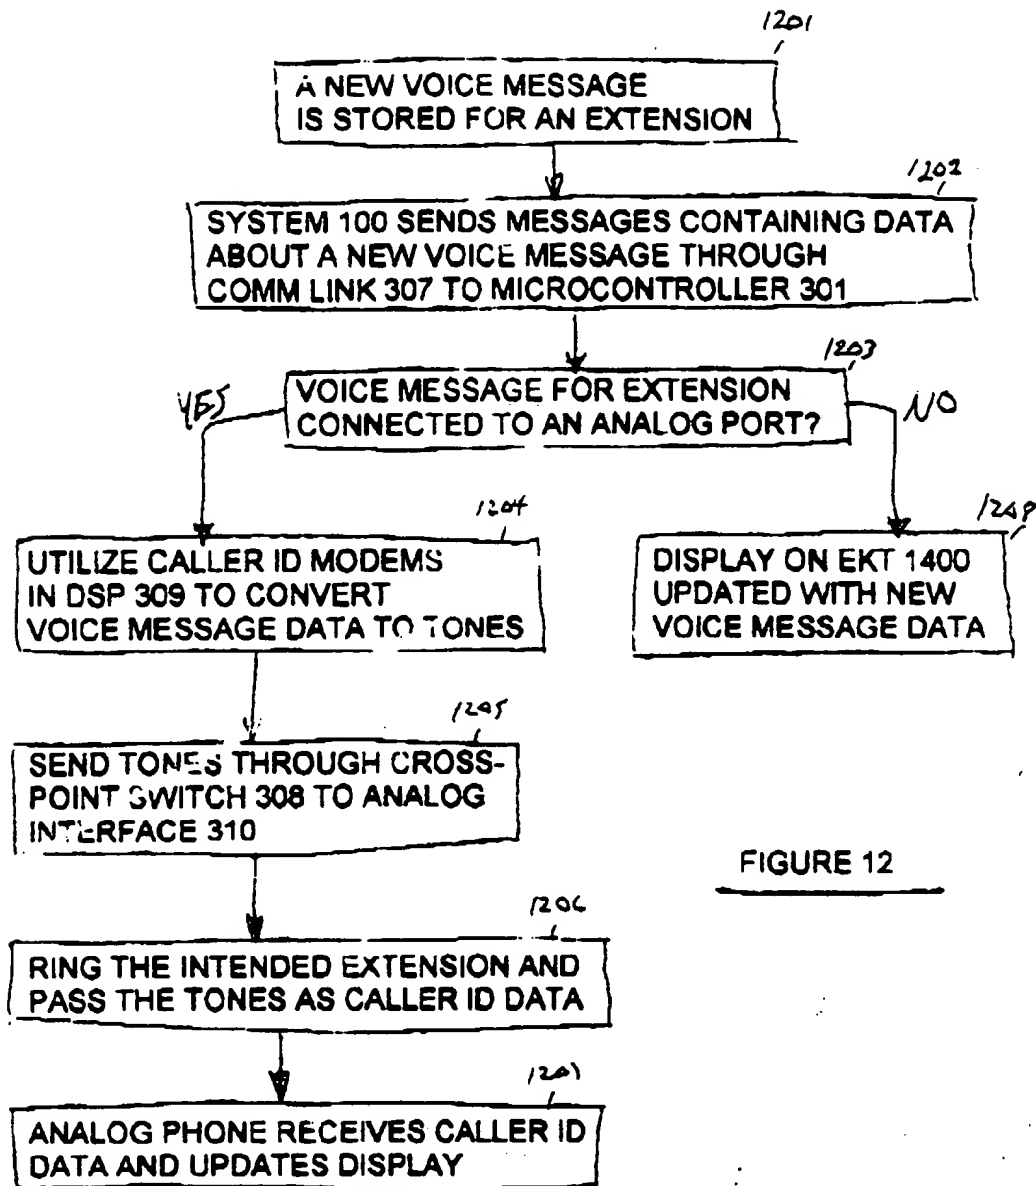 1201
A NEW VOICE MESSAGE
IS STORED FOR AN EXTENSION
1202
SYSTEM 100 SENDS MESSAGES CONTAINING DATA
ABOUT A NEW VOICE MESSAGE THROUGH
COMM LINK 307 TO MICROCONTROLLER 301
1203
VOICE MESSAGE FOR EXTENSION
CONNECTED TO AN ANALOG PORT?
YES
NO
1204
UTILIZE CALLER ID MODEMS
IN DSP 309 TO CONVERT
VOICE MESSAGE DATA TO TONES
1208
DISPLAY ON EKT 1400
UPDATED WITH NEW
VOICE MESSAGE DATA
1205
SEND TONES THROUGH CROSS-
POINT SWITCH 308 TO ANALOG
INTERFACE 310
FIGURE 12
1206
RING THE INTENDED EXTENSION AND
PASS THE TONES AS CALLER ID DATA
1207
ANALOG PHONE RECEIVES CALLER ID
DATA AND UPDATES DISPLAY